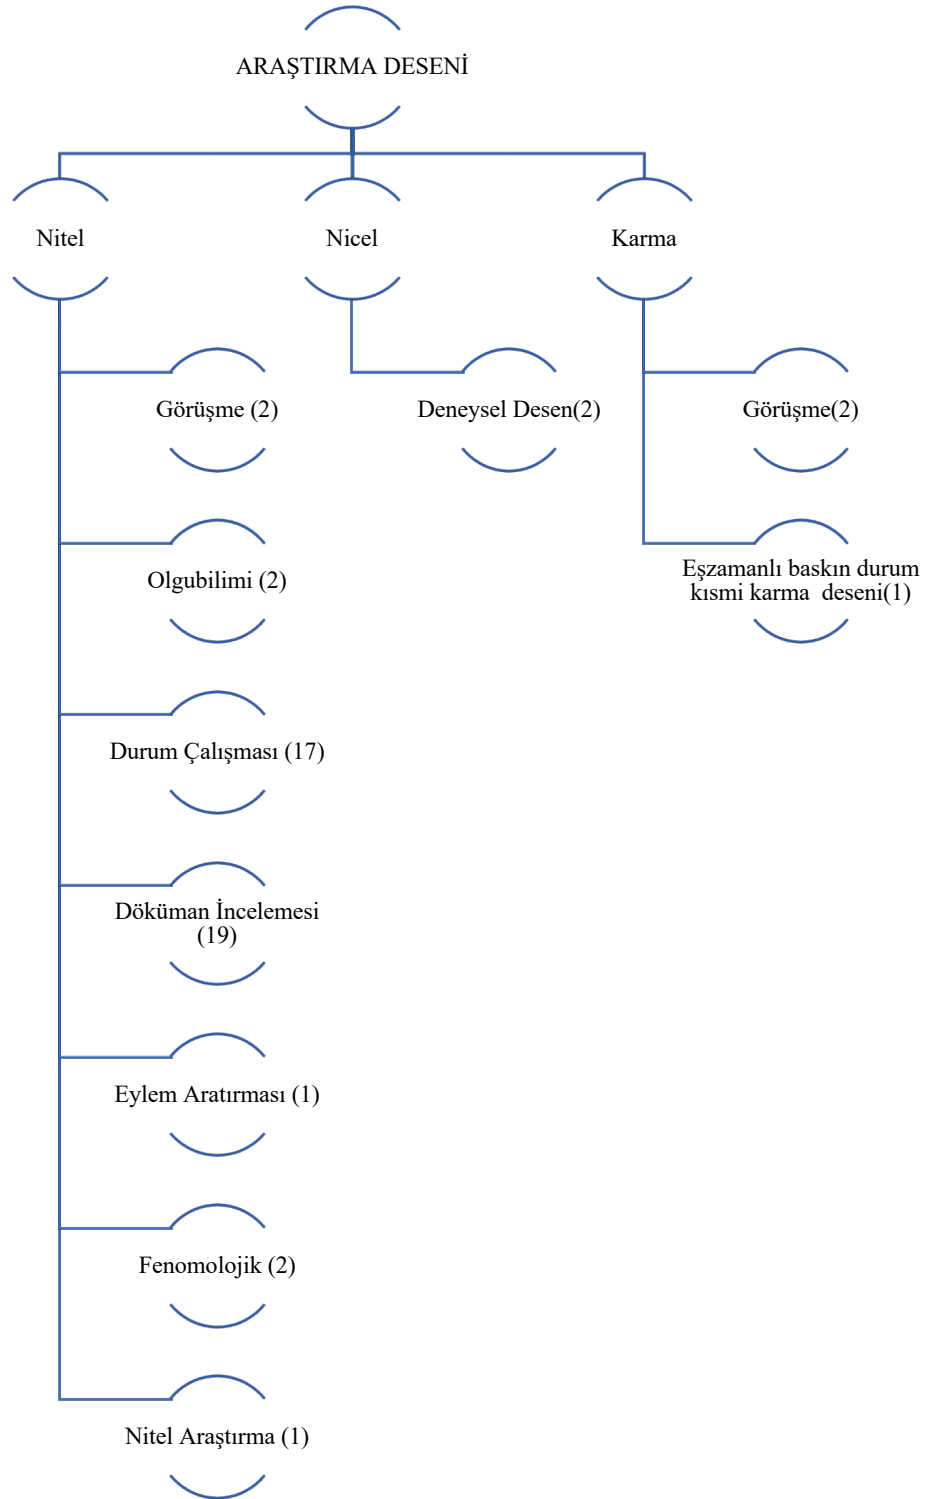 ARAŞTIRMA DESENİ
Nitel
Nicel
Karma
Görüşme (2)
Deneysel Desen(2)
Görüşme(2)
Olgubilimi (2)
Eşzamanlı baskın durum
kısmi karma  deseni(1)
Durum Çalışması (17)
Döküman İncelemesi
(19)
Eylem Aratırması (1)
Fenomolojik (2)
Nitel Araştırma (1)